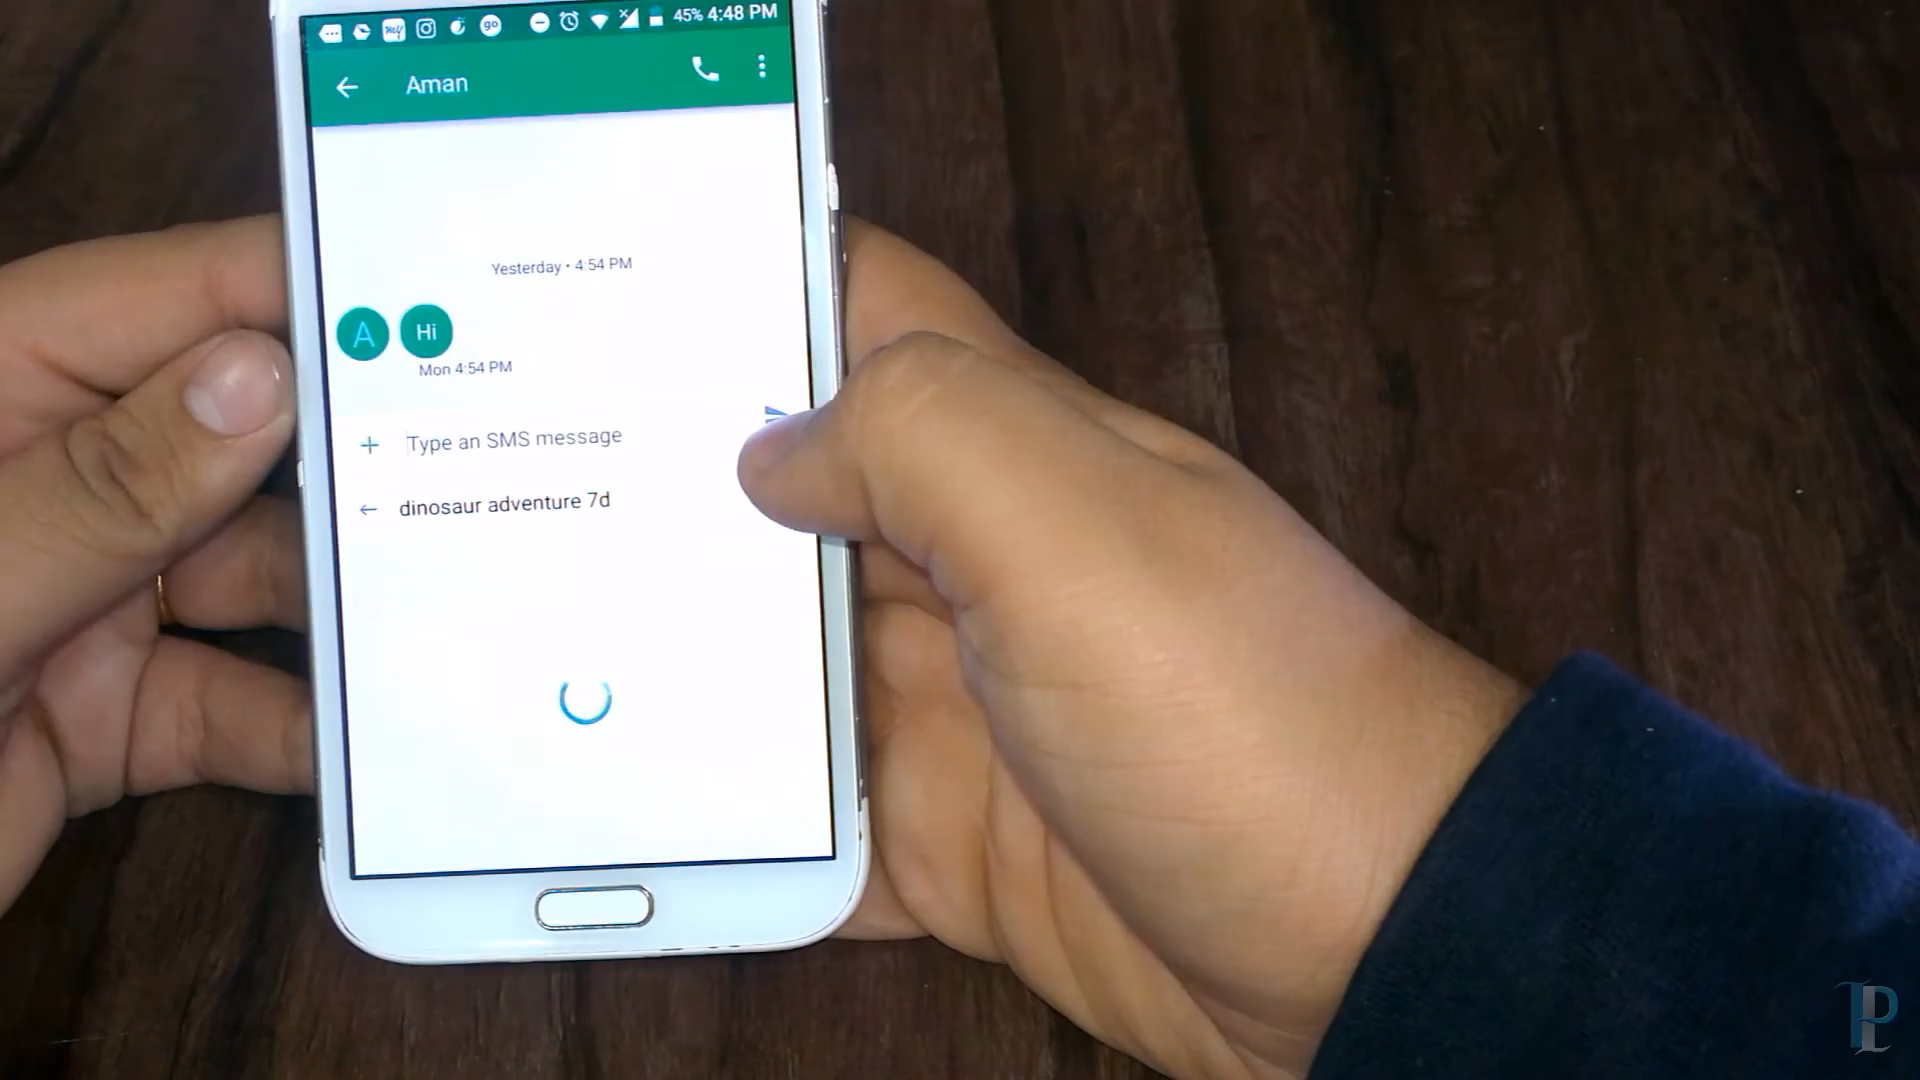 45% 4:48 PM
Aman
Yesterday • 4:54 PM
A Hi
Mon 4:54 PM
Type an SMS message
dinosaur adventure 7d